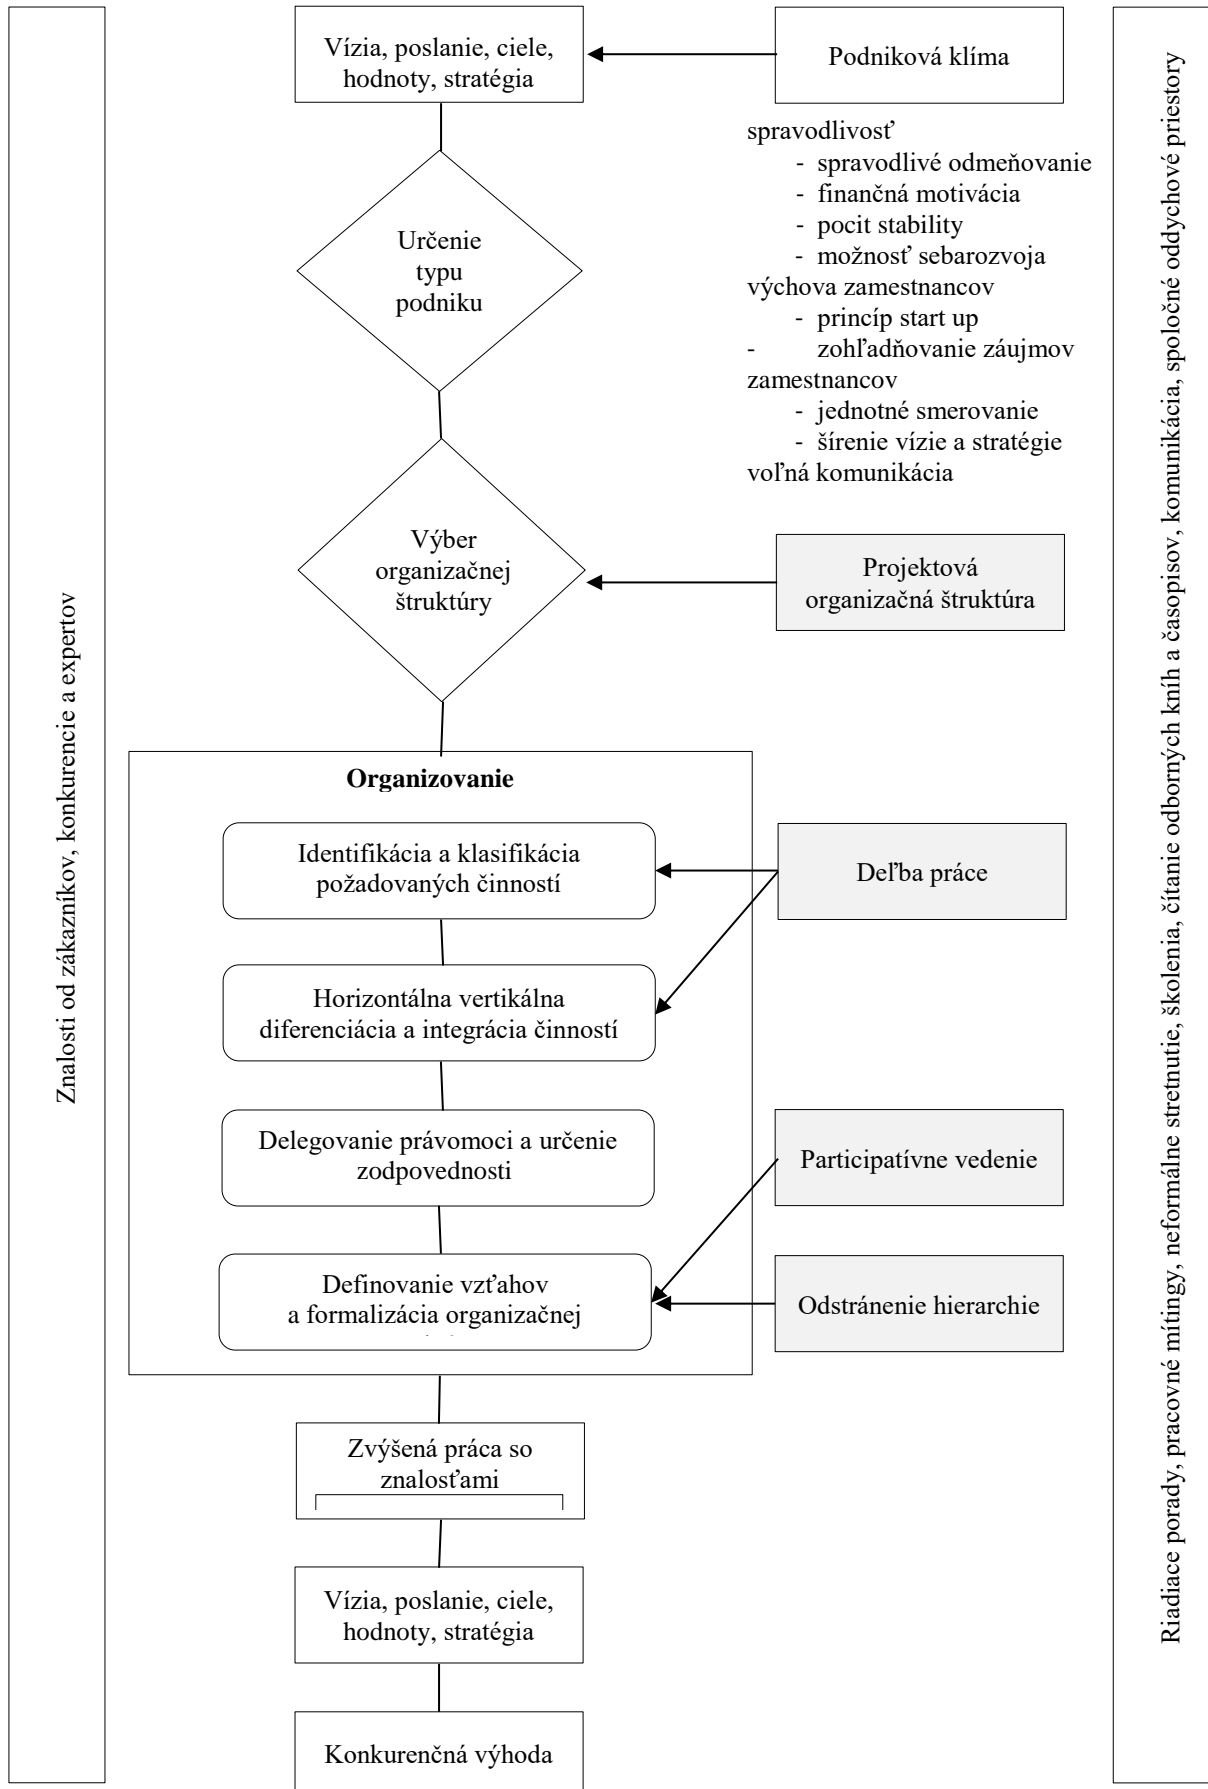 Znalosti od zákazníkov, konkurencie a expertov
Vízia, poslanie, ciele,
hodnoty, stratégia
Podniková klíma
spravodlivosť
- spravodlivé odmeňovanie
- finančná motivácia
- pocit stability
- možnosť sebarozvoja
výchova zamestnancov
- princíp start up
- zohľadňovanie záujmov
zamestnancov
- jednotné smerovanie
- šírenie vízie a stratégie
voľná komunikácia
Určenie
typu
podniku
Výber
organizačnej
štruktúry
Projektová
organizačná štruktúra
Organizovanie
Identifikácia a klasifikácia
požadovaných činností
Deľba práce
Horizontálna vertikálna
diferenciácia a integrácia činností
Delegovanie právomoci a určenie
zodpovednosti
Participatívne vedenie
Definovanie vzťahov
a formalizácia organizačnej
Odstránenie hierarchie
Zvýšená práca so
znalosťami
Vízia, poslanie, ciele,
hodnoty, stratégia
Konkurenčná výhoda
Riadiace porady, pracovné mítingy, neformálne stretnutie, školenia, čítanie odborných kníh a časopisov, komunikácia, spoločné oddychové priestory